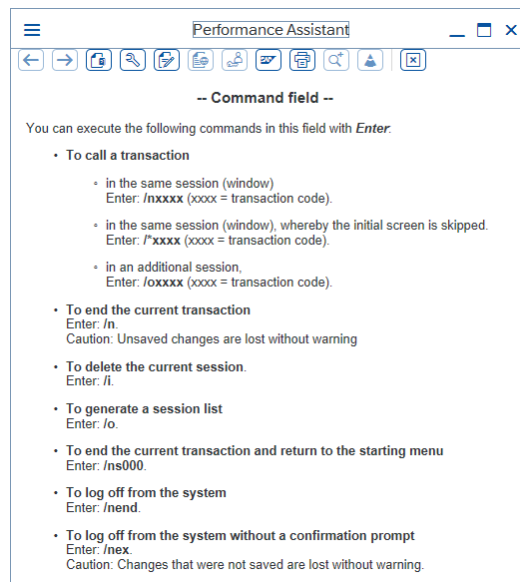 Performance Assistant
-- Command field --
You can execute the following commands in this field with Enter:
• To call a transaction
◦ in the same session (window)
Enter: /nxxxx (xxxx = transaction code).
◦ in the same session (window), whereby the initial screen is skipped.
Enter: /*xxxx (xxxx = transaction code).
◦ in an additional session,
Enter: /oxxxx (xxxx = transaction code).
• To end the current transaction
Enter: /n.
Caution: Unsaved changes are lost without warning
• To delete the current session.
Enter: /i.
• To generate a session list
Enter: /o.
• To end the current transaction and return to the starting menu
Enter: /ns000.
• To log off from the system
Enter: /nend.
• To log off from the system without a confirmation prompt
Enter: /nex.
Caution: Changes that were not saved are lost without warning.